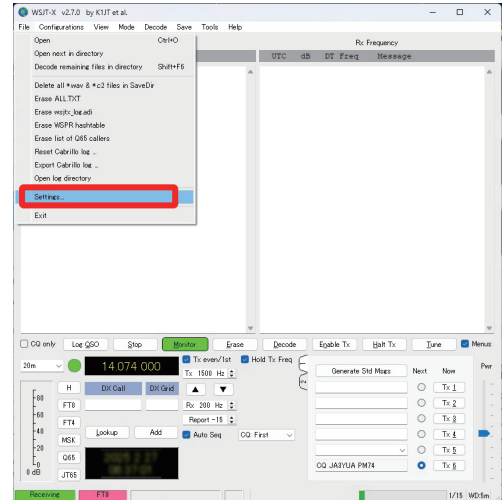 WSJT-X v2.7.0 by K1JT et al.
File Configurations View Mode Decode Save Tools Help
Open Ctrl+O
Open next in directory
Decode remaining files in directory Shift+F6
Delete all *.wav & *.c2 files in SaveDir
Erase ALL.TXT
Erase wsjtx_log.adi
Erase WSPR hashtable
Erase list of Q65 callers
Reset Cabrillo log ...
Export Cabrillo log ...
Open log directory
Settings...
Exit
Rx Frequency
UTC dB DT Freq Message
CQ only Log QSO Stop Monitor Erase Decode Enable Tx Halt Tx Tune Menus
20m 14.074 000 Tx even/1st Hold Tx Freq
Tx 1500 Hz
Generate Std Msgs Next Now Pwr
H DX Call DX Grid Tx 1
-80
FT8 Rx 200 Hz Tx 2
-60
FT4 Report -15 Tx 3
-40
MSK Lookup Add Auto Seq CQ: First Tx 4
-20
Q65 Tx 5
-0
0 dB JT65 CQ JA3YUA PM74 Tx 6
Receiving FT8 1/15 WD:5m